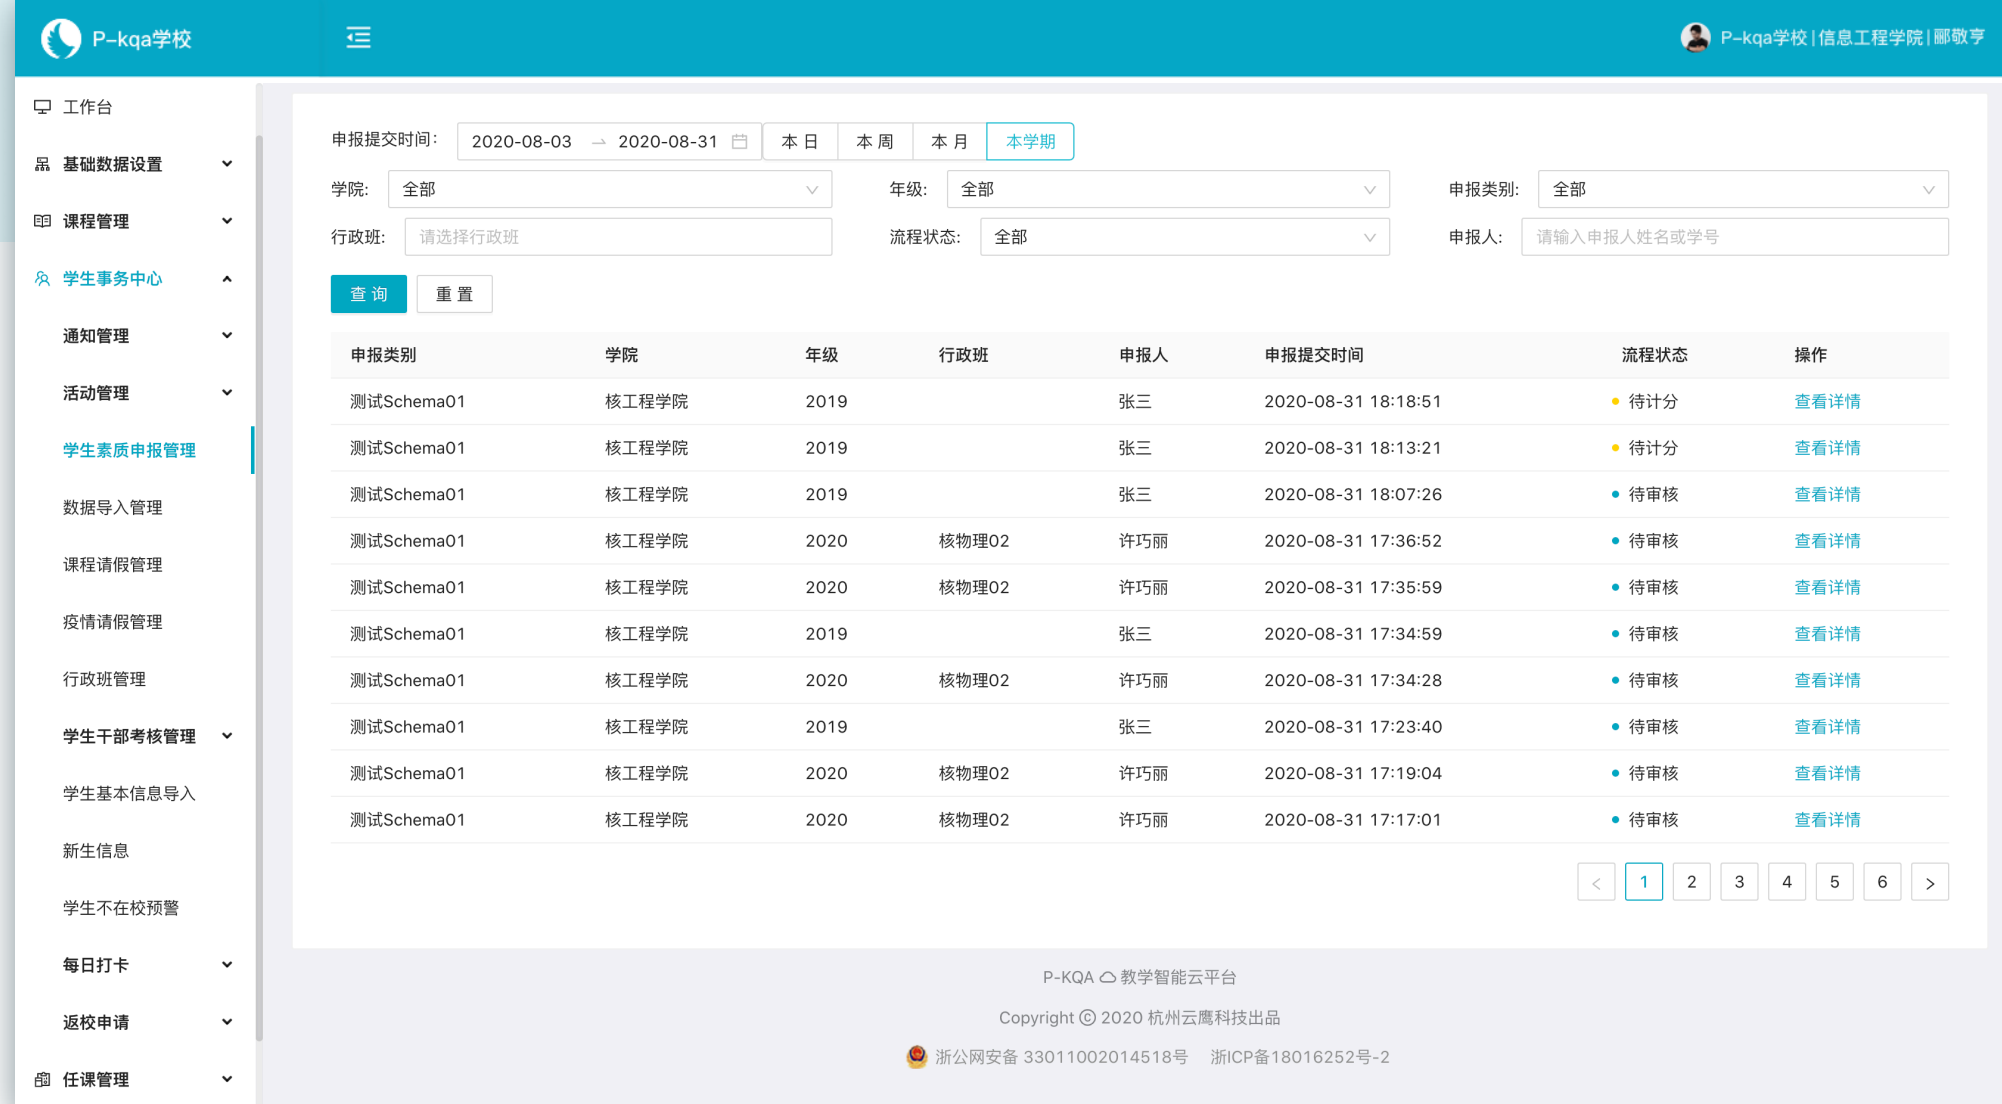 P-kqa学校
P-kqa学校|信息工程学院|郦敬亨
工作台
基础数据设置
课程管理
学生事务中心
通知管理
活动管理
学生素质申报管理
数据导入管理
课程请假管理
疫情请假管理
行政班管理
学生干部考核管理
学生基本信息导入
新生信息
学生不在校预警
每日打卡
返校申请
任课管理
申报提交时间: 2020-08-03 → 2020-08-31 本日 本周 本月 本学期
学院: 全部 年级: 全部 申报类别: 全部
行政班: 请选择行政班 流程状态: 全部 申报人: 请输入申报人姓名或学号
查询 重置
申报类别 学院 年级 行政班 申报人 申报提交时间 流程状态 操作
测试Schema01 核工程学院 2019 张三 2020-08-31 18:18:51 待计分 查看详情
测试Schema01 核工程学院 2019 张三 2020-08-31 18:13:21 待计分 查看详情
测试Schema01 核工程学院 2019 张三 2020-08-31 18:07:26 待审核 查看详情
测试Schema01 核工程学院 2020 核物理02 许巧丽 2020-08-31 17:36:52 待审核 查看详情
测试Schema01 核工程学院 2020 核物理02 许巧丽 2020-08-31 17:35:59 待审核 查看详情
测试Schema01 核工程学院 2019 张三 2020-08-31 17:34:59 待审核 查看详情
测试Schema01 核工程学院 2020 核物理02 许巧丽 2020-08-31 17:34:28 待审核 查看详情
测试Schema01 核工程学院 2019 张三 2020-08-31 17:23:40 待审核 查看详情
测试Schema01 核工程学院 2020 核物理02 许巧丽 2020-08-31 17:19:04 待审核 查看详情
测试Schema01 核工程学院 2020 核物理02 许巧丽 2020-08-31 17:17:01 待审核 查看详情
< 1 2 3 4 5 6 >
P-KQA 教学智能云平台
Copyright © 2020 杭州云鹰科技出品
浙公网安备 33011002014518号 浙ICP备18016252号-2